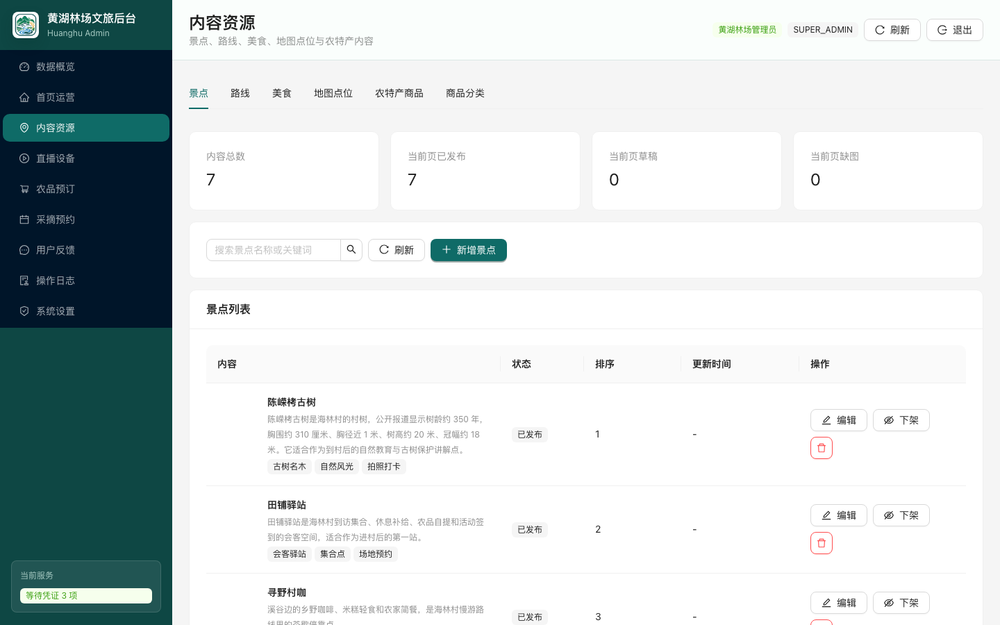 黄湖林场文旅后台
Huanghu Admin
数据概览
首页运营
内容资源
直播设备
农品预订
采摘预约
用户反馈
操作日志
系统设置
当前服务
等待凭证 3 项
内容资源
景点、路线、美食、地图点位与农特产内容
黄湖林场管理员
SUPER_ADMIN
刷新
退出
景点
路线
美食
地图点位
农特产商品
商品分类
内容总数
7
当前页已发布
7
当前页草稿
0
当前页缺图
0
搜索景点名称或关键词
刷新
新增景点
景点列表
内容
状态
排序
更新时间
操作
陈嵘栲古树
陈嵘栲古树是海林村的村树，公开报道显示树龄约 350 年，
胸围约 310 厘米、胸径近 1 米、树高约 20 米、冠幅约 18
米。它适合作为到村后的自然教育与古树保护讲解点。
古树名木
自然风光
拍照打卡
已发布
1
-
编辑
下架
田铺驿站
田铺驿站是海林村到访集合、休息补给、农品自提和活动签
到的会客空间，适合作为进村后的第一站。
会客驿站
集合点
场地预约
已发布
2
-
编辑
下架
寻野村咖
溪谷边的乡野咖啡、米糕轻食和农家简餐，是海林村慢游路
线里的茶歇停靠点
已发布
3
-
编辑
下架